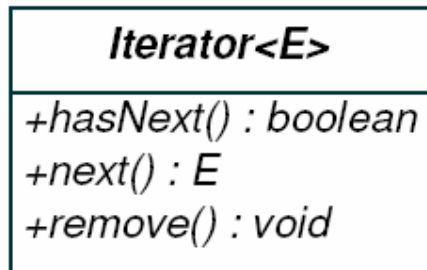 Iterator<E>
+hasNext() : boolean
+next() : E
+remove() : void